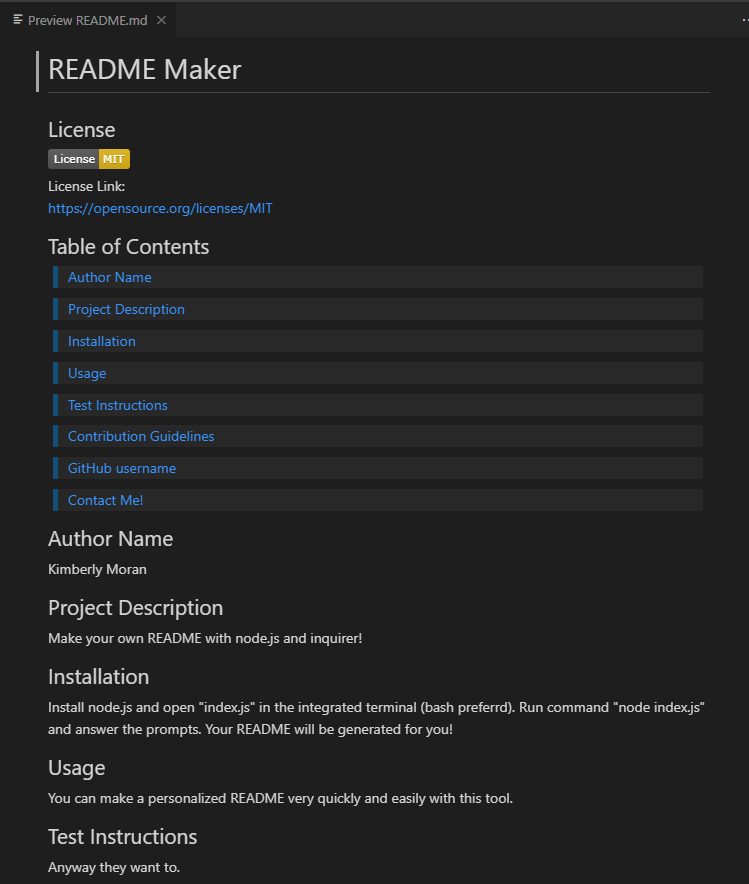 Preview README.md
README Maker
License
License MIT
License Link:
https://opensource.org/licenses/MIT
Table of Contents
Author Name
Project Description
Installation
Usage
Test Instructions
Contribution Guidelines
GitHub username
Contact Me!
Author Name
Kimberly Moran
Project Description
Make your own README with node.js and inquirer!
Installation
Install node.js and open "index.js" in the integrated terminal (bash preferrd). Run command "node index.js"
and answer the prompts. Your README will be generated for you!
Usage
You can make a personalized README very quickly and easily with this tool.
Test Instructions
Anyway they want to.